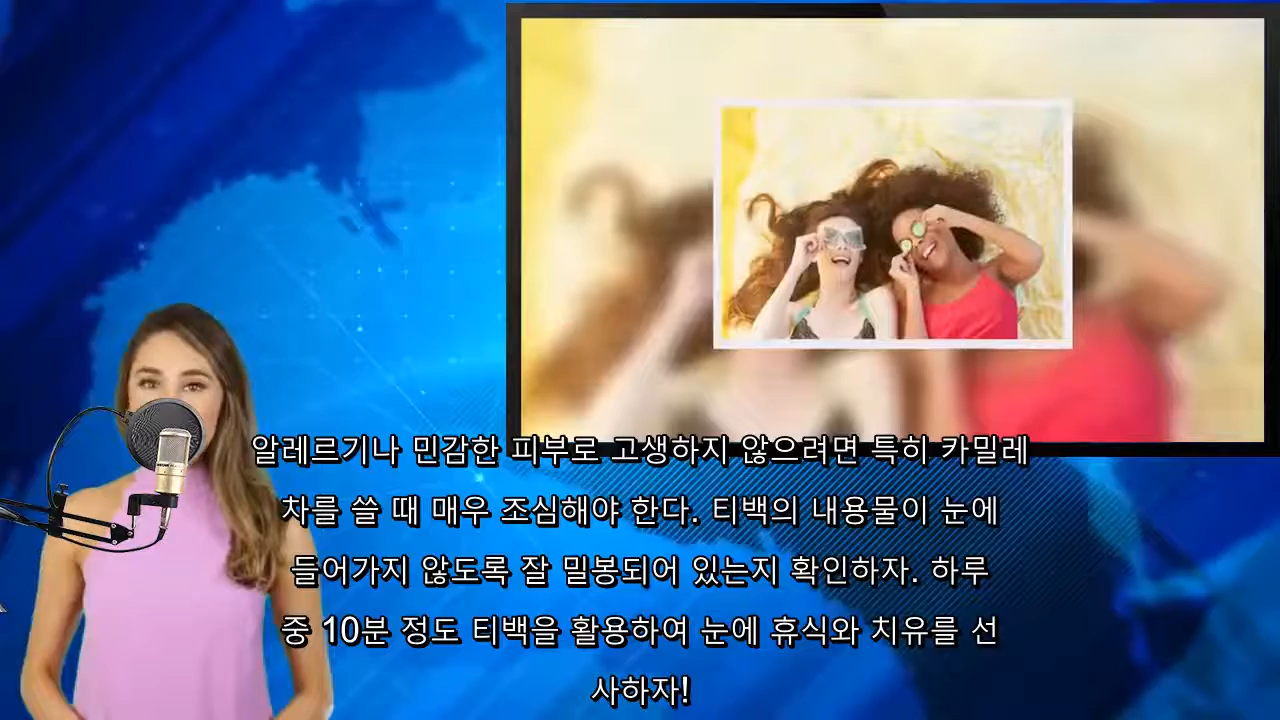 알레르기나 민감한 피부로 고생하지 않으려면 특히 카밀레
차를 쓸 때 매우 조심해야 한다. 티백의 내용물이 눈에
들어가지 않도록 잘 밀봉되어 있는지 확인하자. 하루
중 10분 정도 티백을 활용하여 눈에 휴식와 치유를 선
사하자!